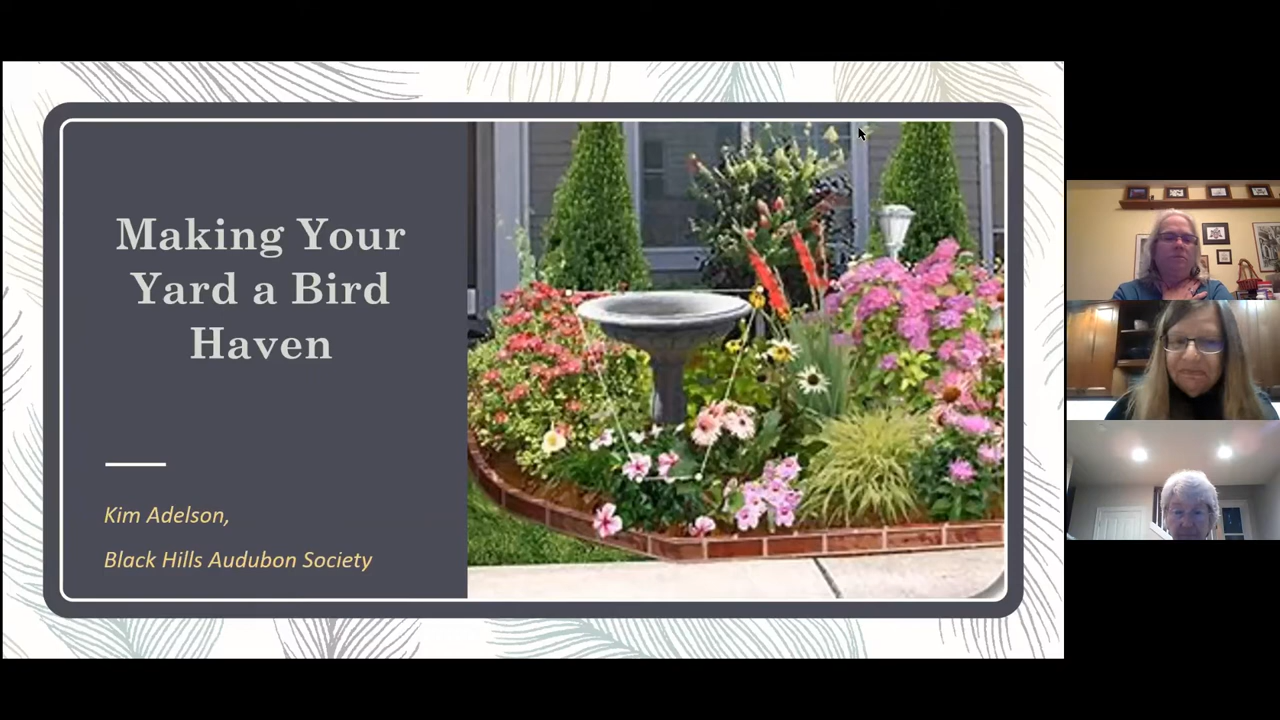 Making Your
Yard a Bird
Haven
Kim Adelson,
Black Hills Audubon Society